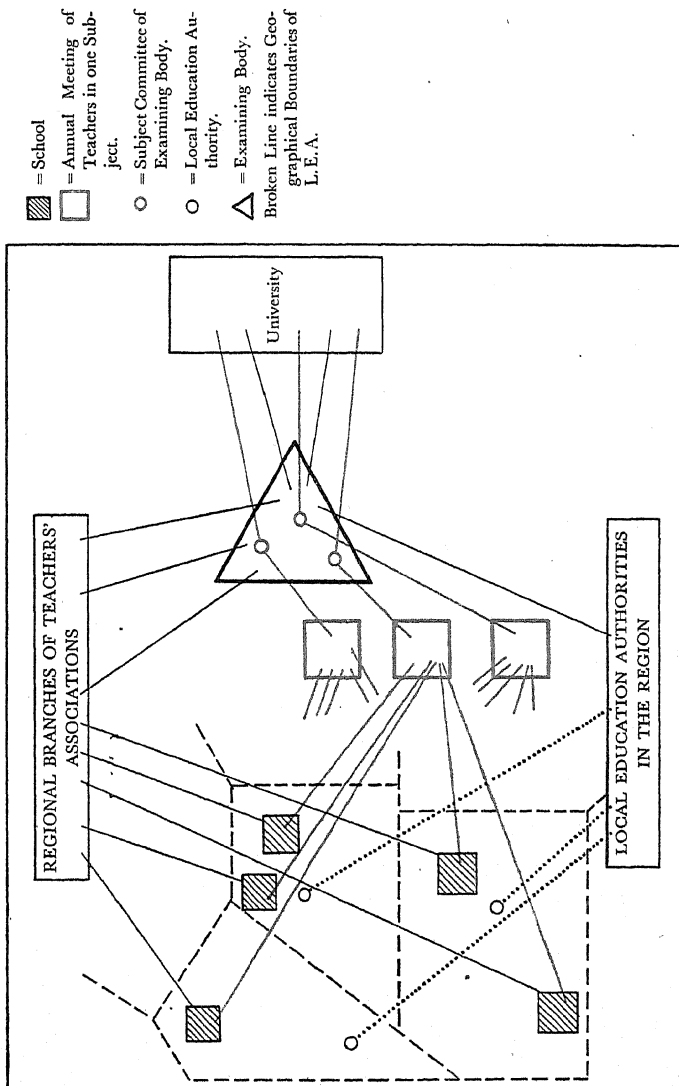 = School
= Annual Meeting of
Teachers in one Sub-
ject.
= Subject Committee of
Examining Body.
= Local Education Au-
thority.
= Examining Body.
Broken Line indicates Geo-
graphical Boundaries of
L.E.A.
REGIONAL BRANCHES OF TEACHERS'
ASSOCIATIONS
University
LOCAL EDUCATION AUTHORITIES
IN THE REGION